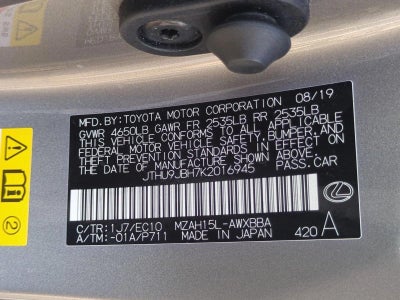 MFD. BY: TOYOTA MOTOR CORPORATION 08/19
GVWR 4650LB GAWR FR 2535LB RR 2535LB
THIS VEHICLE CONFORMS TO ALL APPLICABLE
FEDERAL MOTOR VEHICLE SAFETY, BUMPER, AND
THEFT PREVENTION STANDARDS IN EFFECT ON
THE DATE OF MANUFACTURE SHOWN ABOVE.
JTHU9JBH7K2016945 PASS.CAR
C/TR: 1J7/EC10 MZAH15L-AWXBBA
A/TM: -01A/P711 MADE IN JAPAN 420 A
2